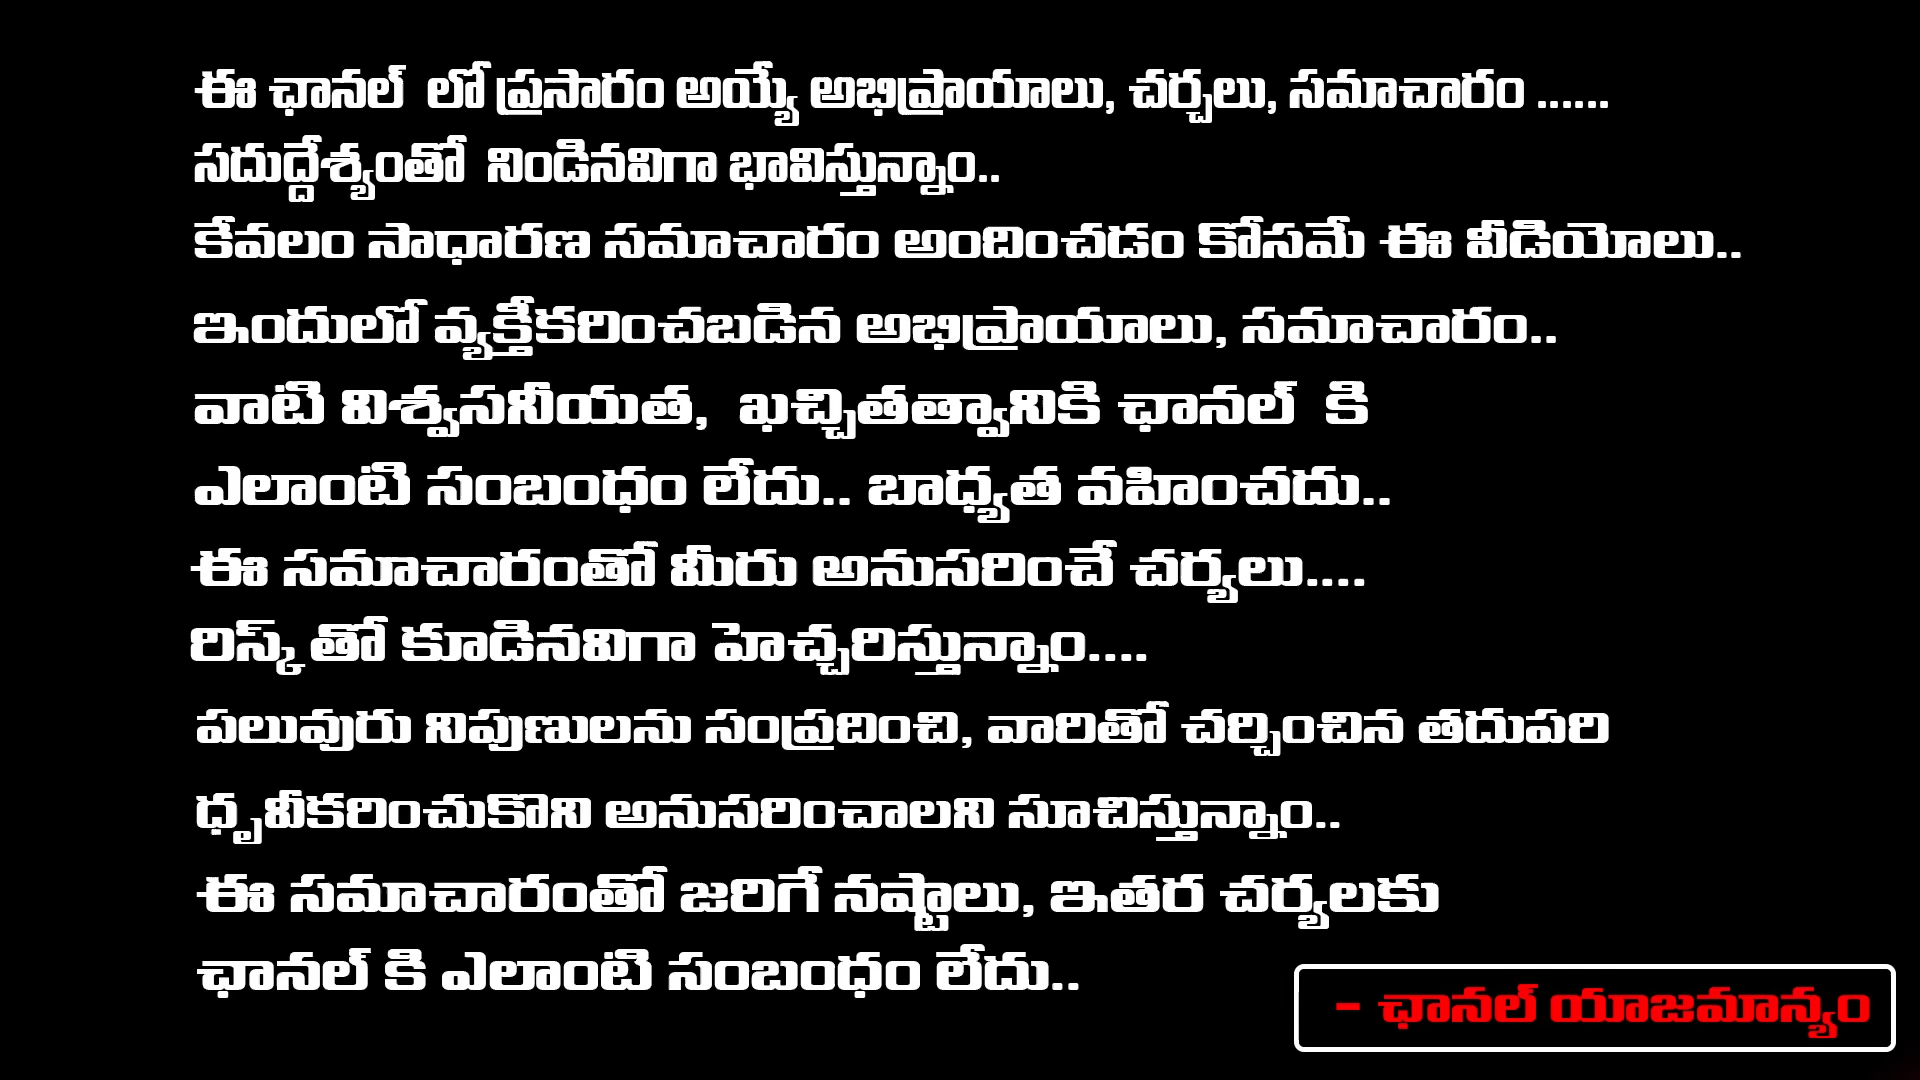 ఈ ఛానల్ లో ప్రసారం అయ్యే అభిప్రాయాలు, చర్చలు, సమాచారం ......
సదుద్దేశ్యంతో నిండినవిగా భావిస్తున్నాం..
కేవలం సాధారణ సమాచారం అందించడం కోసమే ఈ వీడియోలు..
ఇందులో వ్యక్తీకరించబడిన అభిప్రాయాలు, సమాచారం..
వాటి విశ్వసనీయత, ఖచ్చితత్వానికి ఛానల్ కి
ఎలాంటి సంబంధం లేదు.. బాధ్యత వహించదు..
ఈ సమాచారంతో మీరు అనుసరించే చర్యలు....
రిస్క్ తో కూడినవిగా హెచ్చరిస్తున్నాం....
పలువురు నిపుణులను సంప్రదించి, వారితో చర్చించిన తదుపరి
ధృవీకరించుకొని అనుసరించాలని సూచిస్తున్నాం..
ఈ సమాచారంతో జరిగే నష్టాలు, ఇతర చర్యలకు
ఛానల్ కి ఎలాంటి సంబంధం లేదు..
- ఛానల్ యాజమాన్యం